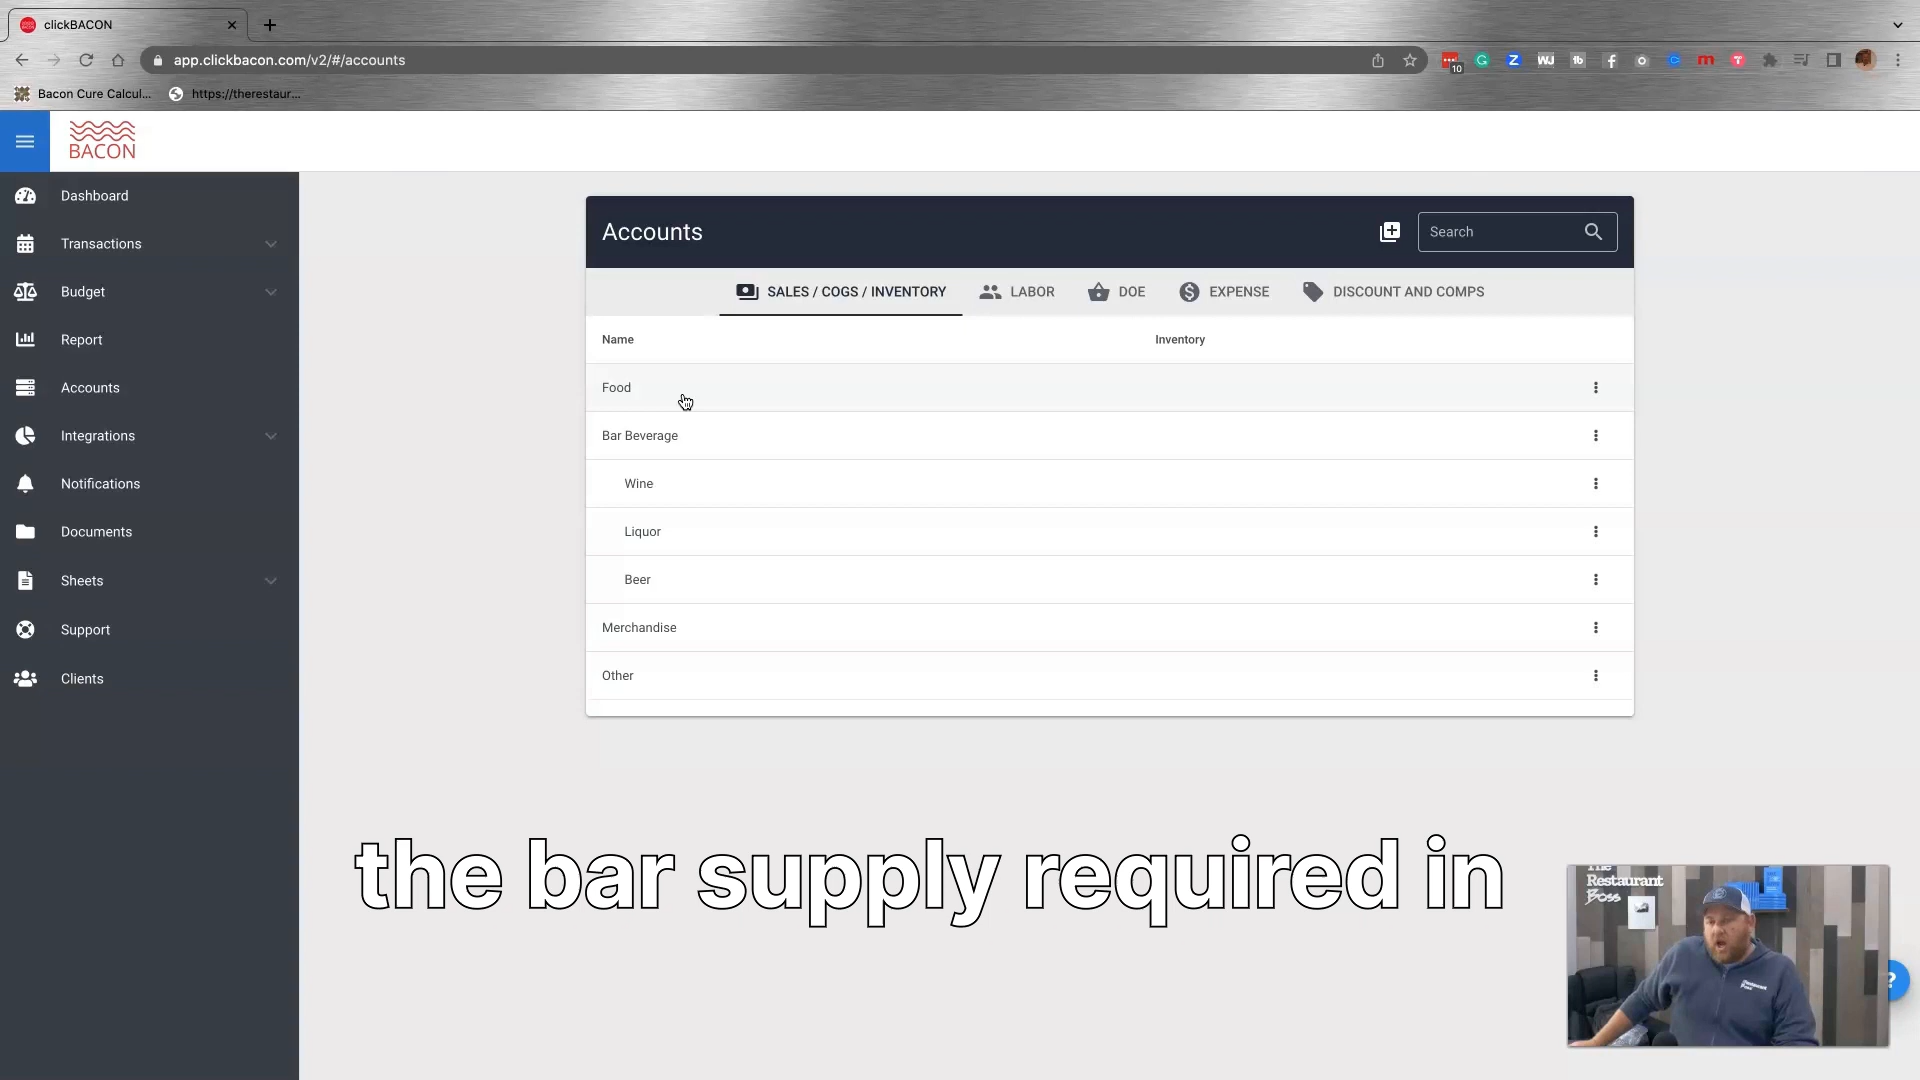 clickBACON
app.clickbacon.com/v2/#/accounts
10
Bacon Cure Calcul...
https://therestaur...
BACON
Dashboard
Transactions
Budget
Report
Accounts
Integrations
Notifications
Documents
Sheets
Support
Clients
Accounts
Search
SALES / COGS / INVENTORY
LABOR
DOE
EXPENSE
DISCOUNT AND COMPS
Name
Inventory
Food
Bar Beverage
Wine
Liquor
Beer
Merchandise
Other
the bar supply required in
The
Restaurant
Boss
?